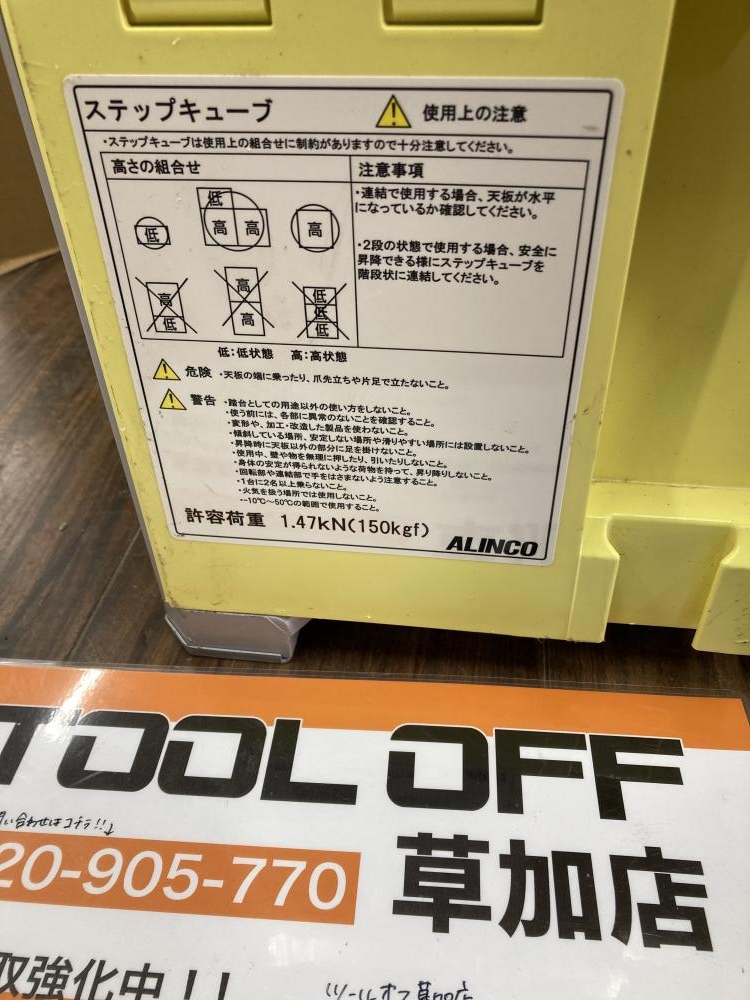 ステップキューブ
使用上の注意
・ステップキューブは使用上の組合せに制約がありますので十分注意してください。
高さの組合せ
注意事項
低
低
高 高
高
高
低
高
高
低
低
低
・連結で使用する場合、天板が水平
になっているか確認してください。
・2段の状態で使用する場合、安全に
昇降できる様にステップキューブを
階段状に連結してください。
低:低状態 高:高状態
危険 ・天板の端に乗ったり、爪先立ちや片足で立たないこと。
警告 ・踏台としての用途以外の使い方をしないこと。
・使う前には、各部に異常のないことを確認すること。
・変形や、加工・改造した製品を使わないこと。
・傾斜している場所、安定しない場所や滑りやすい場所には設置しないこと。
・昇降時に天板以外の部分に足を掛けないこと。
・使用中、壁や物を無理に押したり、引いたりしないこと。
・身体の安定が得られないような荷物を持って、昇り降りしないこと。
・回転部や連結部で手をはさまないよう注意すること。
・1台に2名以上乗らないこと。
・火気を扱う場所では使用しないこと。
・-10℃~50℃の範囲で使用すること。
許容荷重 1.47kN(150kgf)
ALINCO
TOOL OFF
い合わせはコチラ!!
20-905-770
草加店
取強化中!!
ツールオフ草加店